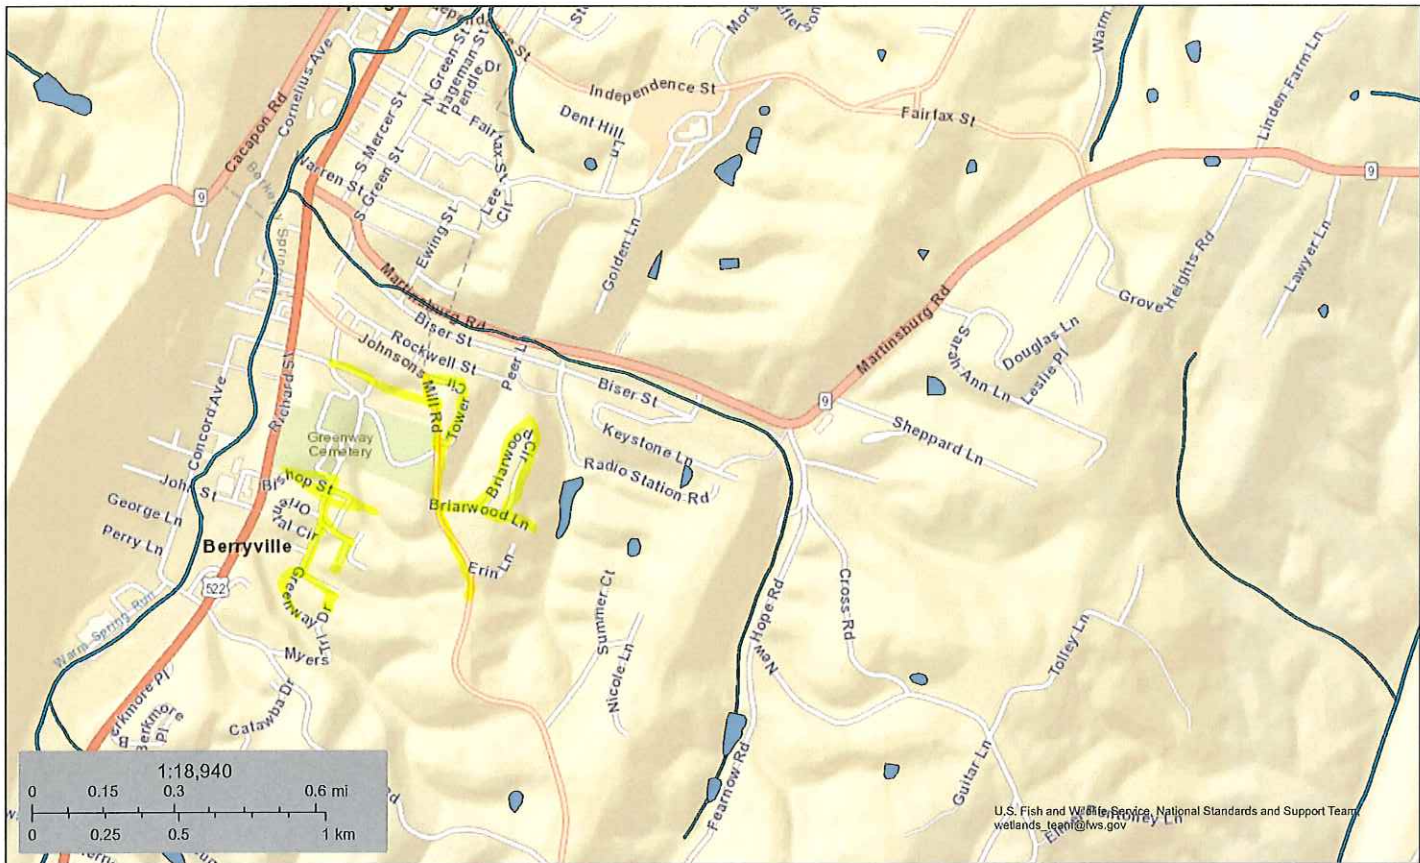 Independence St
N Green St
Hageman St
Pendle Dr
Cornelius Ave
Cacapon Rd
S Mercer St
Fairfax St
Independence St
Dent Hill Ln
Fairfax St
Warm
Linden Farm Ln
9
9
Warren St
S Green St
Lee Cir
Ewing St
Golden Ln
Grove Heights Rd
Lawyer Ln
Martinsburg Rd
Biser St
Rockwell St
Johnsons Mill Rd
Peer Ln
Tower Cir
Biser St
Martinsburg Rd
9
Sarah Ann Ln
Douglas Ln
Leslie Pl
Sheppard Ln
Richard St
Concord Ave
Greenway Cemetery
Briarwood Cir
Keystone Ln
Radio Station Rd
John St
Bishop St
George Ln
Perry Ln
Berryville
Briarwood Ln
Erin Ln
522
Greenway Dr
Warm Spring Run
Myers
Summer Ct
Nicole Ln
New Hope Rd
Cross Rd
Tolley Ln
Berkmore Pl
Catawba Dr
Fearnow Rd
Guitar Ln
1:18,940
0 0.15 0.3 0.6 mi
0 0.25 0.5 1 km
U.S. Fish and Wildlife Service, National Standards and Support Team,
wetlands_team@fws.gov